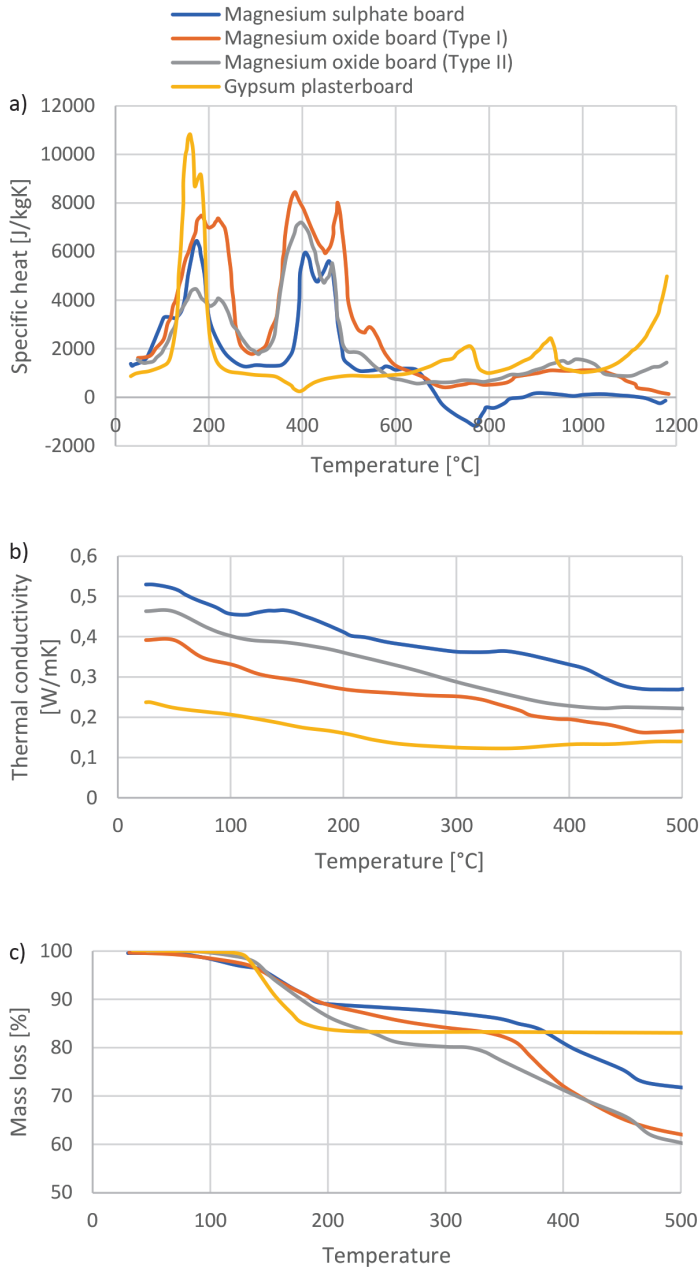 Magnesium sulphate board
Magnesium oxide board (Type I)
Magnesium oxide board (Type II)
Gypsum plasterboard
a)
Specific heat [J/kgK]
12000
10000
8000
6000
4000
2000
0
-2000
0
200
400
600
800
1000
1200
Temperature [°C]
b)
Thermal conductivity
[W/mK]
0,6
0,5
0,4
0,3
0,2
0,1
0
0
100
200
300
400
500
Temperature [°C]
c)
Mass loss [%]
100
90
80
70
60
50
0
100
200
300
400
500
Temperature